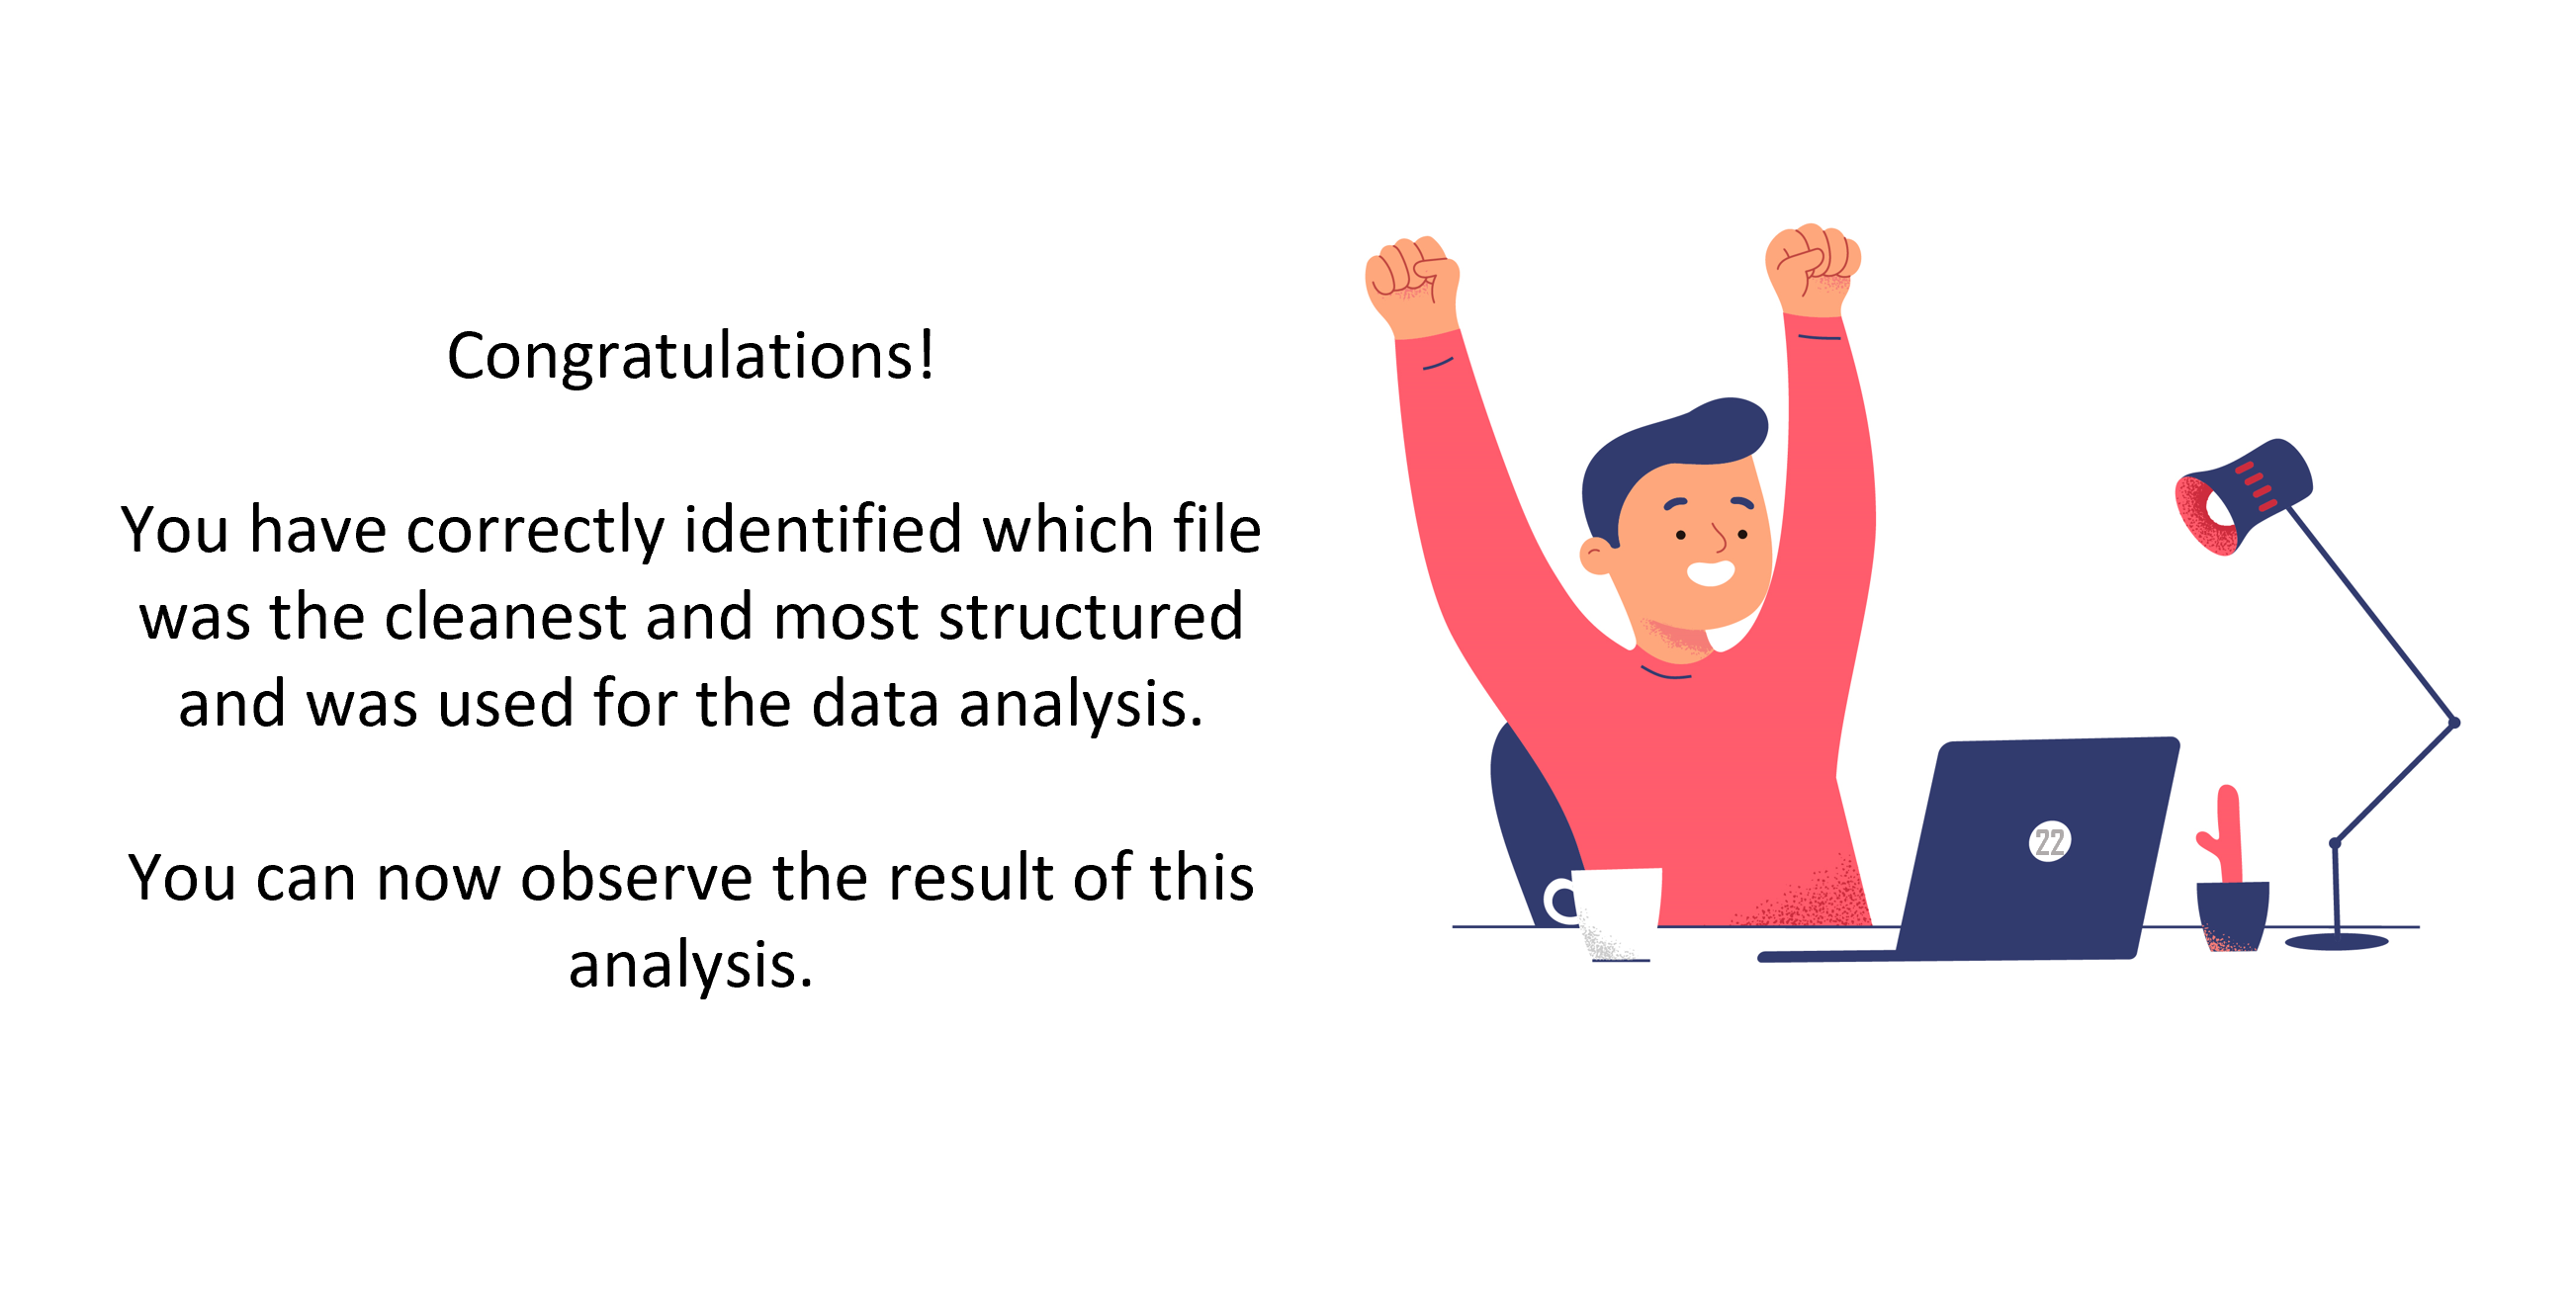 Congratulations!
You have correctly identified which file
was the cleanest and most structured
and was used for the data analysis.
You can now observe the result of this
analysis.
22